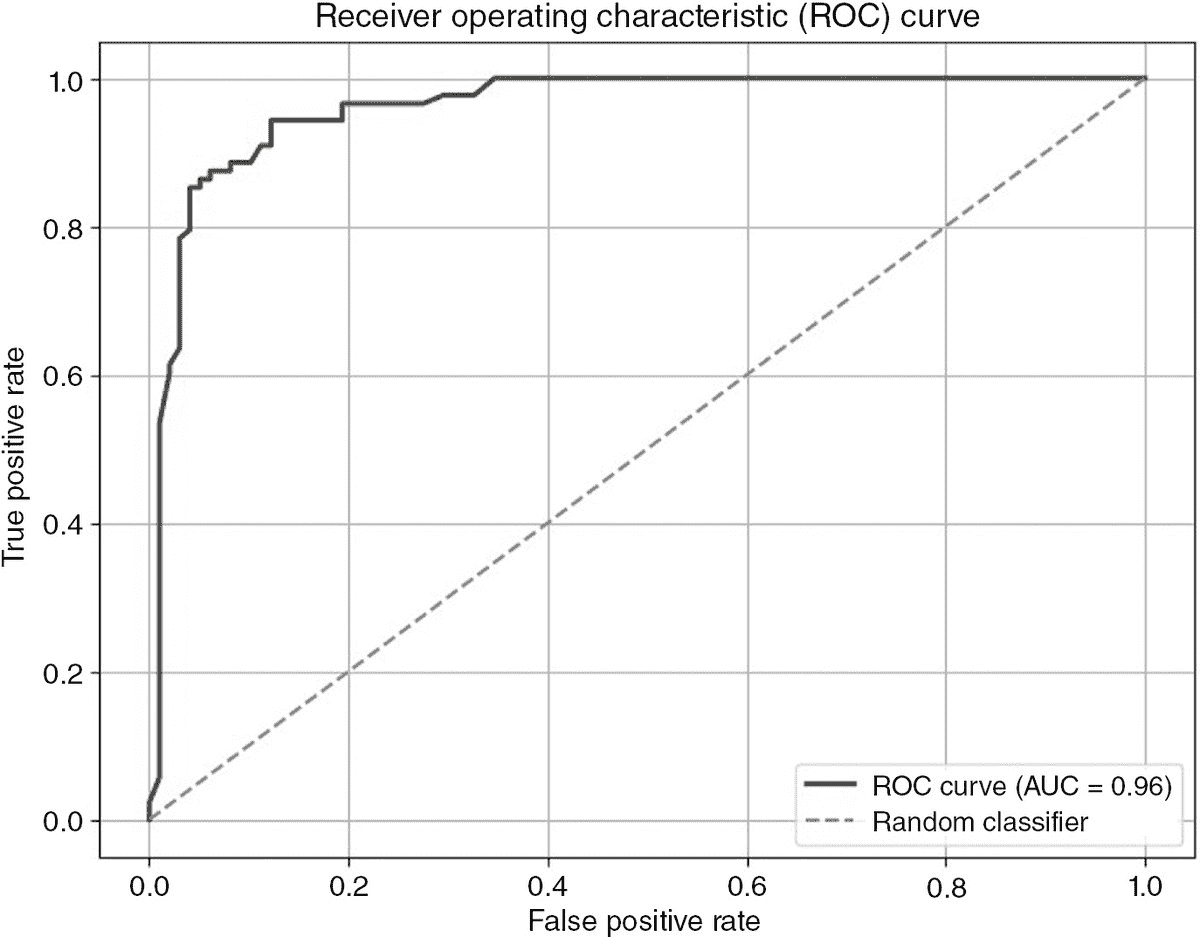 Receiver operating characteristic (ROC) curve
1.0
0.8
0.6
0.4
0.2
0.0
True positive rate
ROC curve (AUC = 0.96)
Random classifier
0.0 0.2 0.4 0.6 0.8 1.0
False positive rate